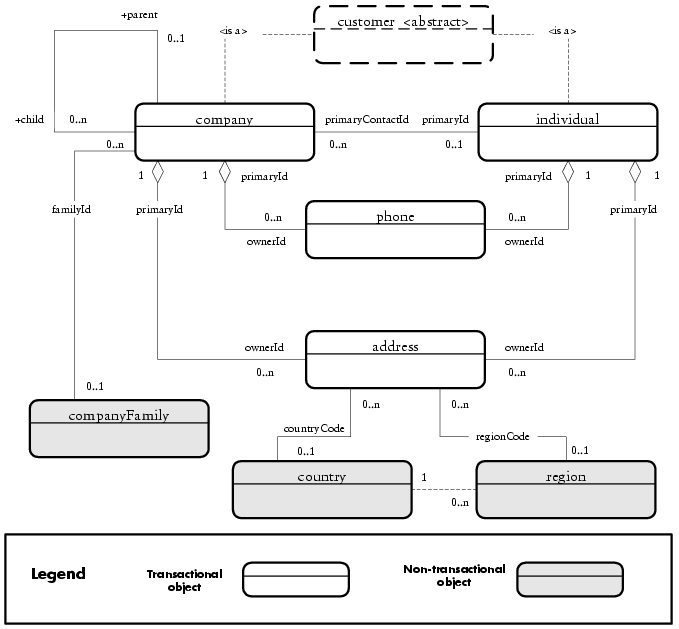 +parent
customer <abstract>
0..1
<is a>
<is a>
+child
0..n
company
primaryContactId
primaryId
individual
0..n
0..n
0..1
1
1
primaryId
primaryId
1
1
familyId
primaryId
0..n
phone
0..n
primaryId
ownerId
ownerId
ownerId
address
ownerId
0..n
0..n
0..1
0..n
0..n
companyFamily
countryCode
regionCode
0..1
0..1
country
1
region
0..n
Legend
Transactional
object
Non-transactional
object